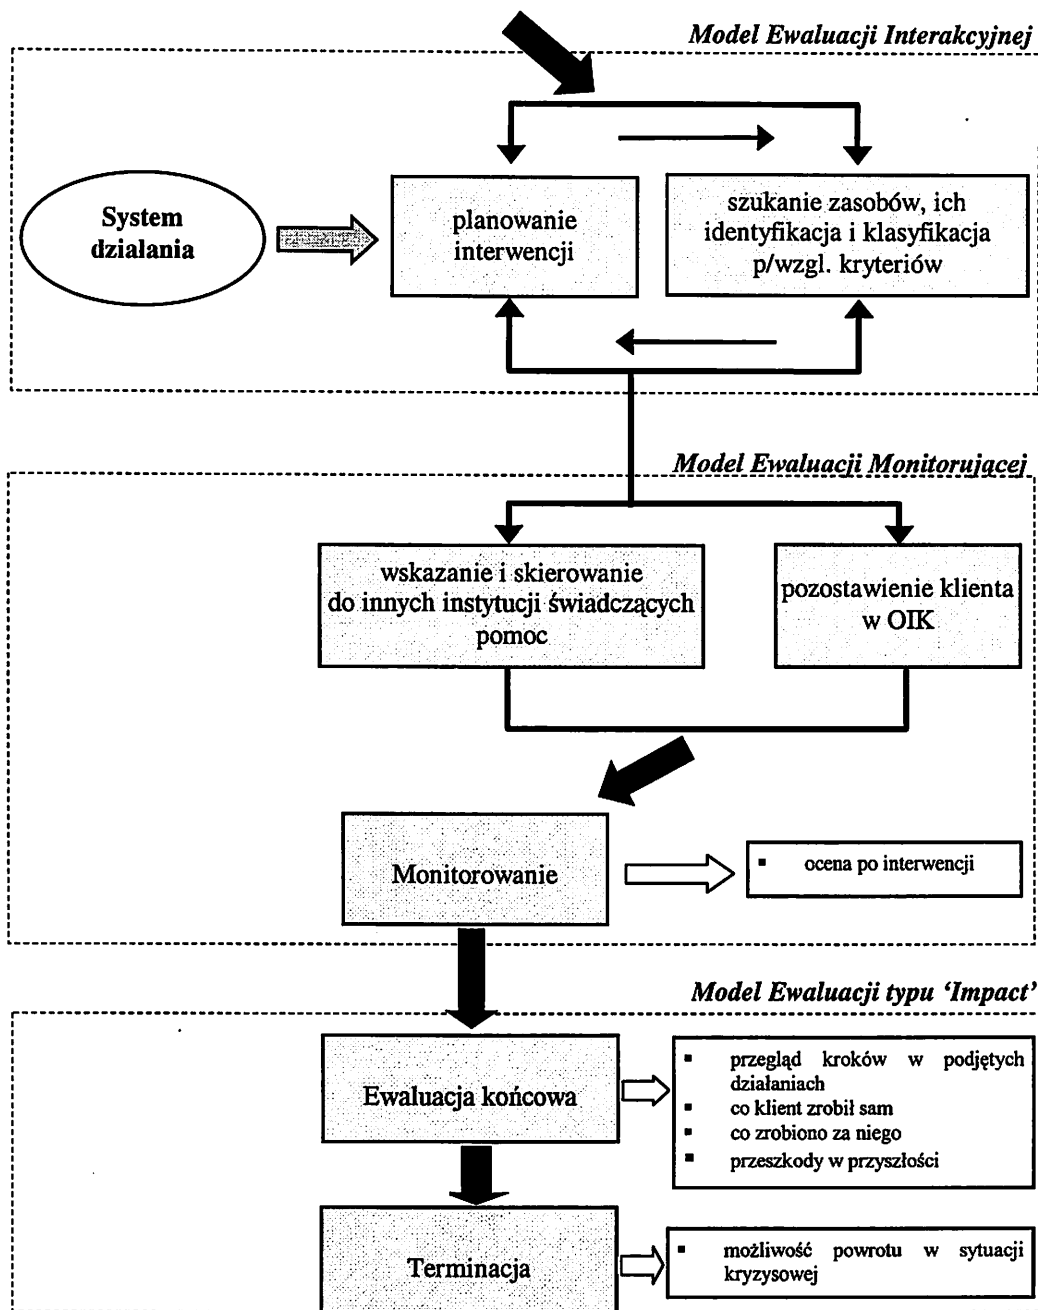 Model Ewaluacji Interakcyjnej
System
działania
planowanie
interwencji
szukanie zasobów, ich
identyfikacja i klasyfikacja
p/wzgl. kryteriów
Model Ewaluacji Monitorującej
wskazanie i skierowanie
do innych instytucji świadczących
pomoc
pozostawienie klienta
w OIK
Monitorowanie
▪ ocena po interwencji
Model Ewaluacji typu ‘Impact’
Ewaluacja końcowa
▪ przegląd kroków w podjętych
działaniach
▪ co klient zrobił sam
▪ co zrobiono za niego
▪ przeszkody w przyszłości
Terminacja
▪ możliwość powrotu w sytuacji
kryzysowej